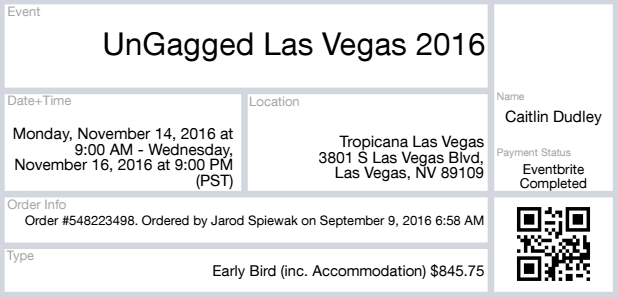 Event
UnGagged Las Vegas 2016
Date+Time
Monday, November 14, 2016 at
9:00 AM - Wednesday,
November 16, 2016 at 9:00 PM
(PST)
Location
Tropicana Las Vegas
3801 S Las Vegas Blvd,
Las Vegas, NV 89109
Name
Caitlin Dudley
Payment Status
Eventbrite
Completed
Order Info
Order #548223498. Ordered by Jarod Spiewak on September 9, 2016 6:58 AM
Type
Early Bird (inc. Accommodation) $845.75